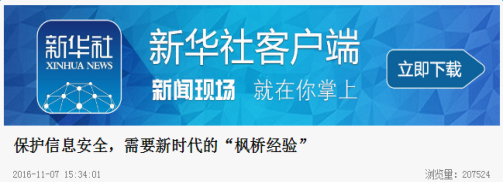 新华社
XINHUA NEWS
新华社客户端
新闻现场 就在你掌上
立即下载
保护信息安全，需要新时代的“枫桥经验”
2016-11-07 15:34:01 浏览量：207524